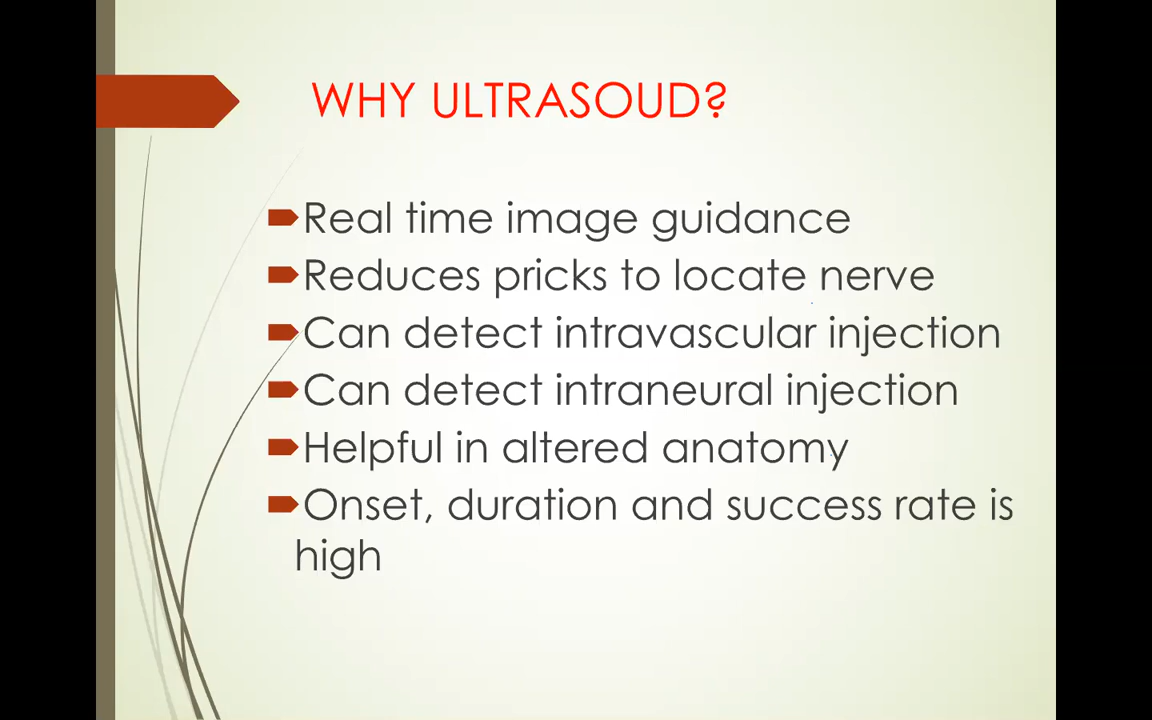 WHY ULTRASOUD?
Real time image guidance
Reduces pricks to locate nerve
Can detect intravascular injection
Can detect intraneural injection
Helpful in altered anatomy
Onset, duration and success rate is
high